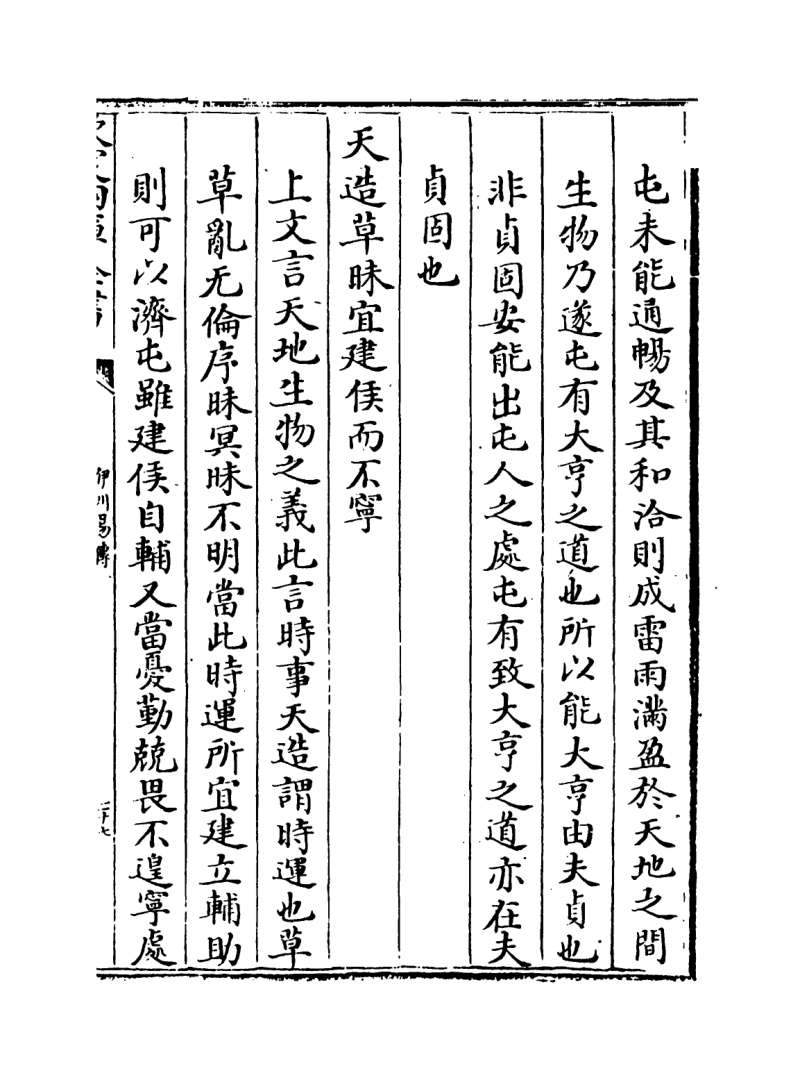 屯未能通暢及其和洽則成雷雨滿盈於天地之間
生物乃遂屯有大亨之道也所以能大亨由夫貞也
非貞固安能出屯人之處屯有致大亨之道亦在夫
貞固也
天造草昧宜建侯而不寧
上文言天地生物之義此言時事天造謂時運也草
草亂无倫序昧冥昧不明當此時運所宜建立輔助
則可以濟屯雖建侯自輔又當憂勤兢畏不遑寧處
伊川易傳